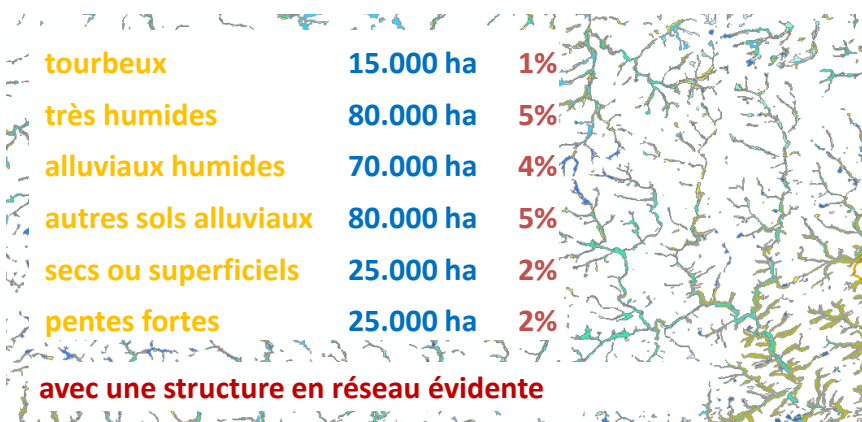 tourbeux 15.000 ha 1%
très humides 80.000 ha 5%
alluviaux humides 70.000 ha 4%
autres sols alluviaux 80.000 ha 5%
secs ou superficiels 25.000 ha 2%
pentes fortes 25.000 ha 2%
avec une structure en réseau évidente